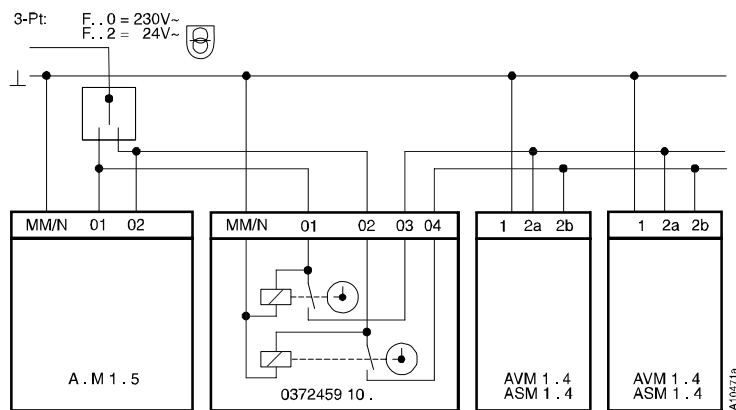 3-Pt: F..0 = 230V~
F..2 = 24V~
⊥
MM/N 01 02
MM/N 01 02 03 04
1 2a 2b
1 2a 2b
A.M 1.5
0372459 10.
AVM 1.4
ASM 1.4
AVM 1.4
ASM 1.4
A10471a